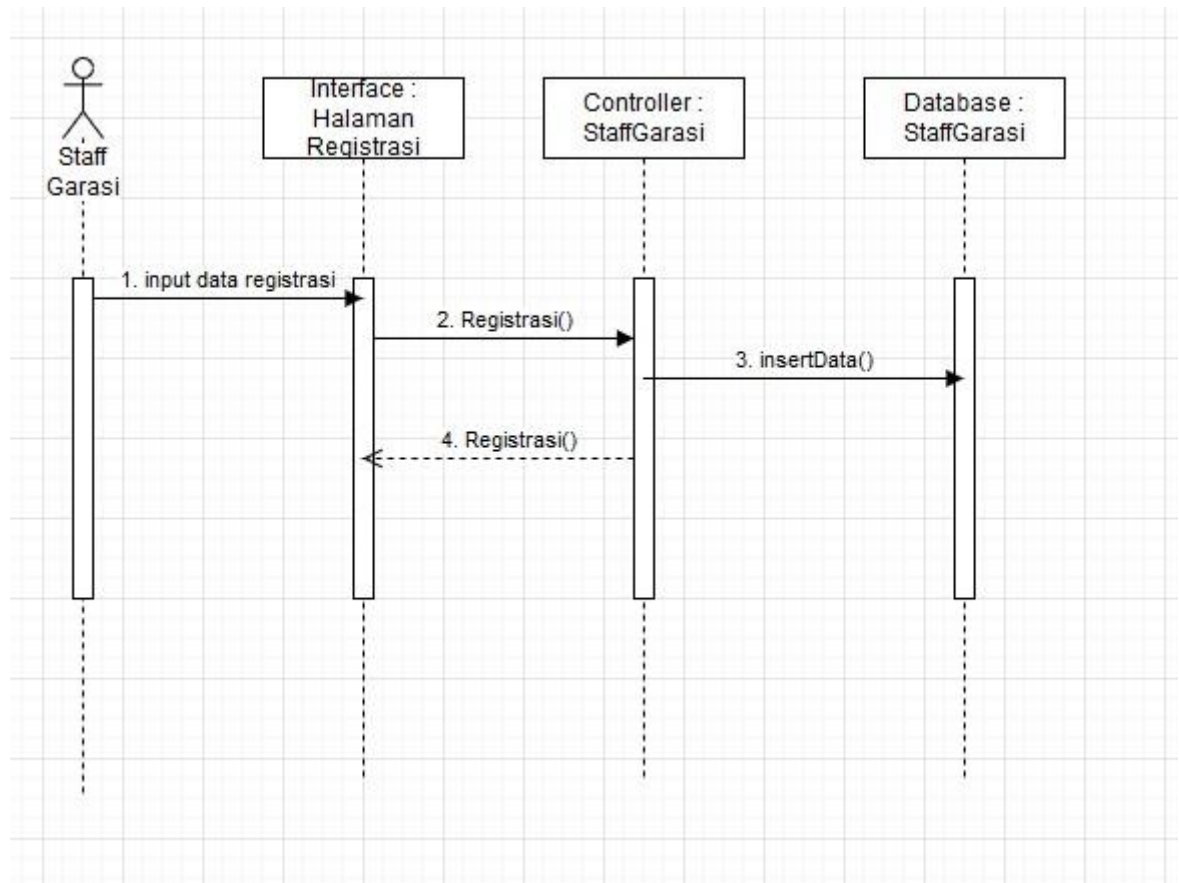 Staff
Garasi
Interface :
Halaman
Registrasi
Controller :
StaffGarasi
Database :
StaffGarasi
1. input data registrasi
2. Registrasi()
3. insertData()
4. Registrasi()